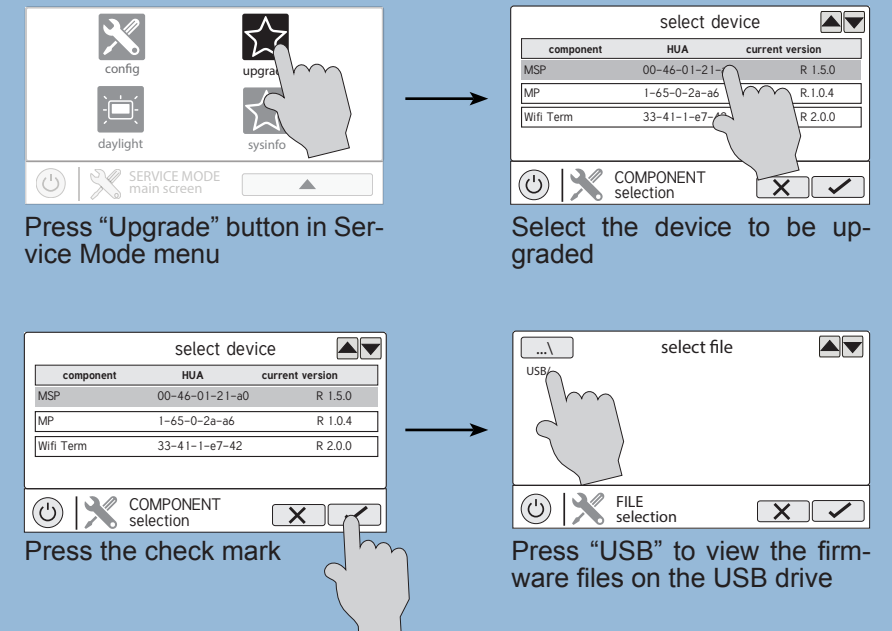 config
upgrad
daylight
sysinfo
SERVICE MODE
main screen
Press “Upgrade” button in Ser-
vice Mode menu
select device
component HUA current version
MSP 00-46-01-21- R 1.5.0
MP 1-65-0-2a-a6 R.1.0.4
Wifi Term 33-41-1-e7-42 R 2.0.0
COMPONENT
selection
Select the device to be up-
graded
select device
component HUA current version
MSP 00-46-01-21-a0 R 1.5.0
MP 1-65-0-2a-a6 R 1.0.4
Wifi Term 33-41-1-e7-42 R 2.0.0
COMPONENT
selection
Press the check mark
...\ select file
USB/
FILE
selection
Press “USB” to view the firm-
ware files on the USB drive